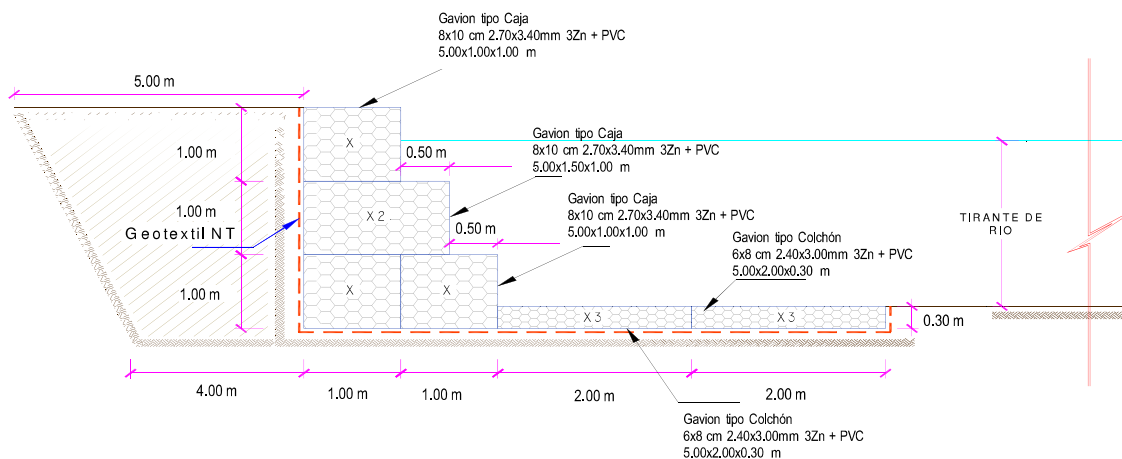 Gavion tipo Caja
8x10 cm 2.70x3.40mm 3Zn + PVC
5.00x1.00x1.00 m
5.00 m
1.00 m
X
Gavion tipo Caja
8x10 cm 2.70x3.40mm 3Zn + PVC
5.00x1.50x1.00 m
0.50 m
1.00 m
X 2
Geotextil NT
Gavion tipo Caja
8x10 cm 2.70x3.40mm 3Zn + PVC
5.00x1.00x1.00 m
0.50 m
TIRANTE DE
RIO
Gavion tipo Colchón
6x8 cm 2.40x3.00mm 3Zn + PVC
5.00x2.00x0.30 m
1.00 m
X
X
X 3
X 3
0.30 m
4.00 m
1.00 m
1.00 m
2.00 m
2.00 m
Gavion tipo Colchón
6x8 cm 2.40x3.00mm 3Zn + PVC
5.00x2.00x0.30 m